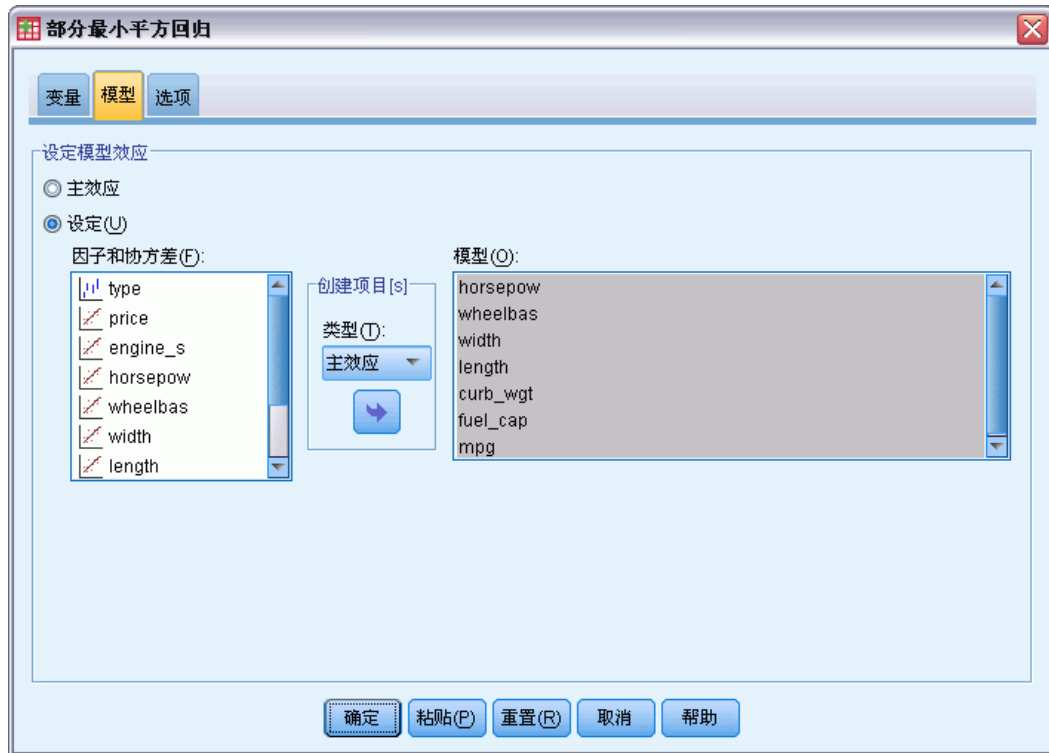 部分最小平方回归
变量 模型 选项
设定模型效应
主效应
设定(U)
因子和协方差(F):
type
price
engine_s
horsepow
wheelbas
width
length
创建项目[s]
类型(T):
主效应
模型(O):
horsepow
wheelbas
width
length
curb_wgt
fuel_cap
mpg
确定 粘贴(P) 重置(R) 取消 帮助